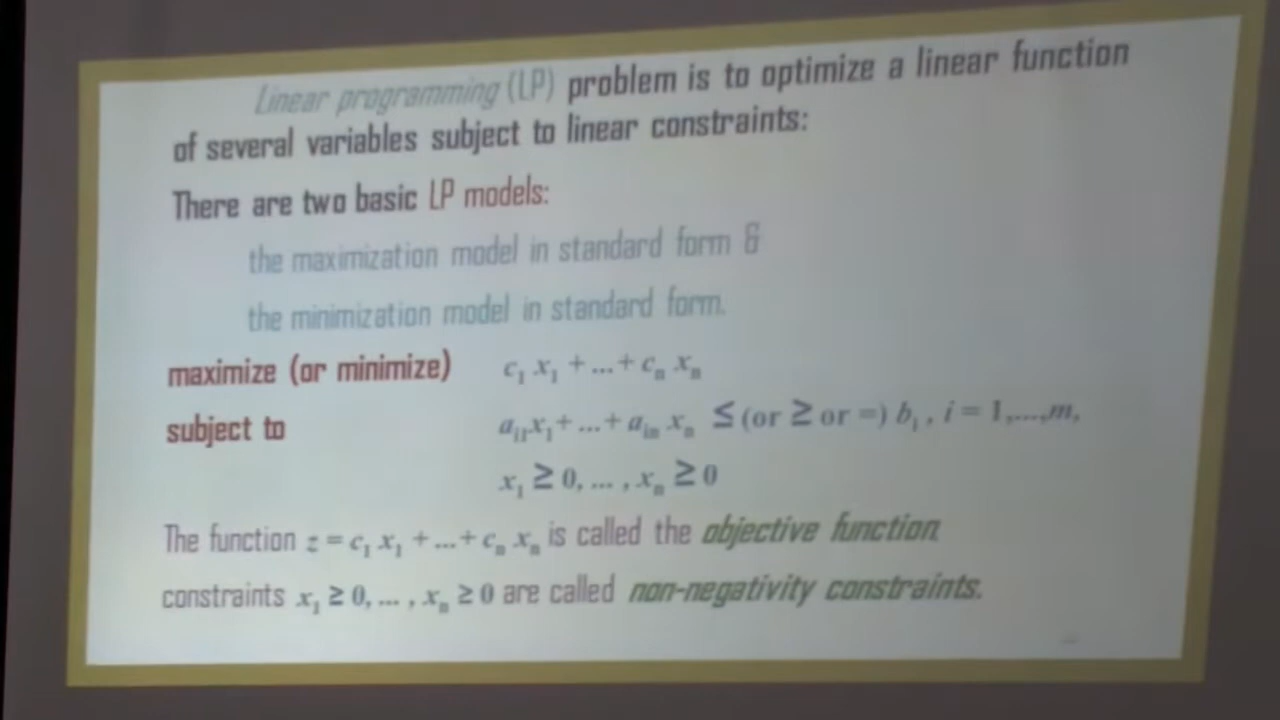 Linear programming (LP) problem is to optimize a linear function
of several variables subject to linear constraints:
There are two basic LP models:
the maximization model in standard form &
the minimization model in standard form.
maximize (or minimize) c₁ x₁ + ...+ cₙ xₙ
subject to aᵢ₁x₁+ ...+ aᵢₙ xₙ ≤ (or ≥ or =) bᵢ , i = 1,...,m,
x₁ ≥ 0, ... , xₙ ≥ 0
The function z = c₁ x₁ + ...+ cₙ xₙ is called the objective function,
constraints x₁ ≥ 0, ... , xₙ ≥ 0 are called non-negativity constraints.